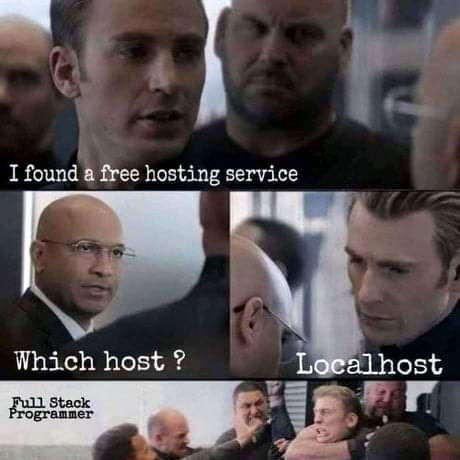 I found a free hosting service
Which host ?
Localhost
Full Stack
Programmer